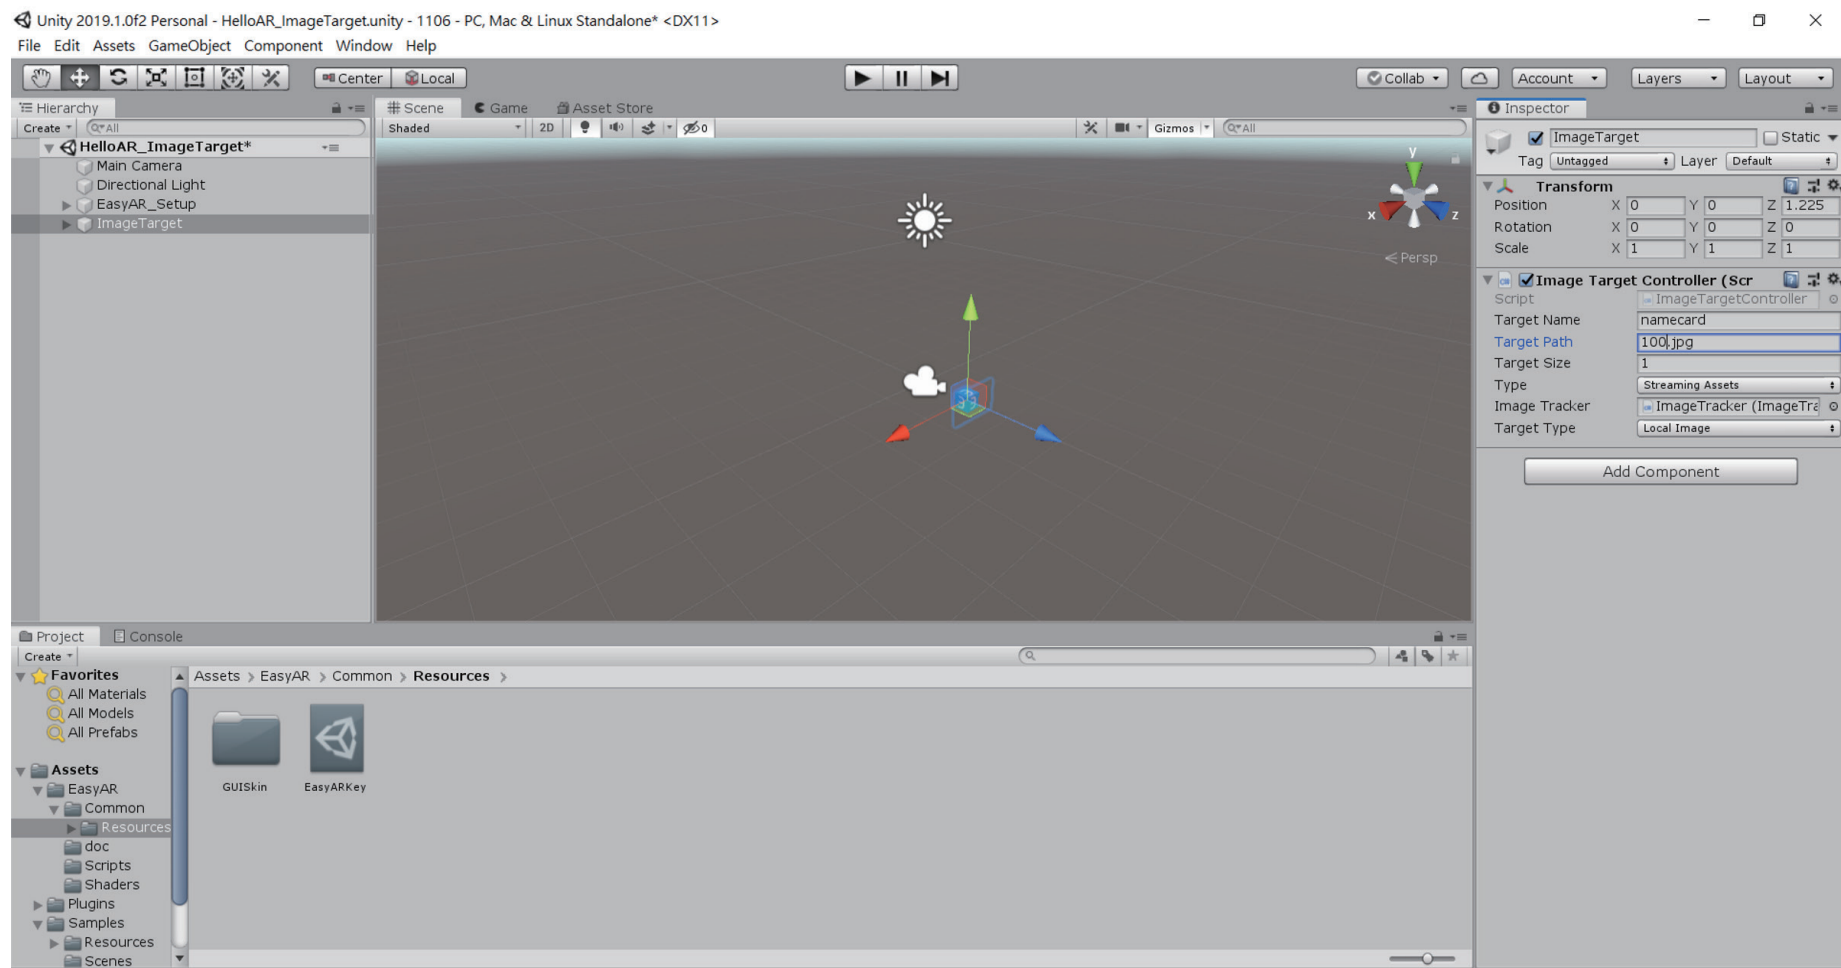 Unity 2019.1.0f2 Personal - HelloAR_ImageTarget.unity - 1106 - PC, Mac & Linux Standalone* <DX11>
File Edit Assets GameObject Component Window Help
Center Local Collab Account Layers Layout
Hierarchy
Create All
HelloAR_ImageTarget*
Main Camera
Directional Light
EasyAR_Setup
ImageTarget
Scene Game Asset Store
Shaded 2D 0 Gizmos All
y
x z
Persp
Inspector
ImageTarget Static
Tag Untagged Layer Default
Transform
Position X 0 Y 0 Z 1.225
Rotation X 0 Y 0 Z 0
Scale X 1 Y 1 Z 1
Image Target Controller (Scr
Script ImageTargetController
Target Name namecard
Target Path 100.jpg
Target Size 1
Type Streaming Assets
Image Tracker ImageTracker (ImageTra
Target Type Local Image
Add Component
Project Console
Create
Favorites
All Materials
All Models
All Prefabs
Assets
EasyAR
Common
Resources
doc
Scripts
Shaders
Plugins
Samples
Resources
Scenes
Assets > EasyAR > Common > Resources >
GUISkin EasyARKey